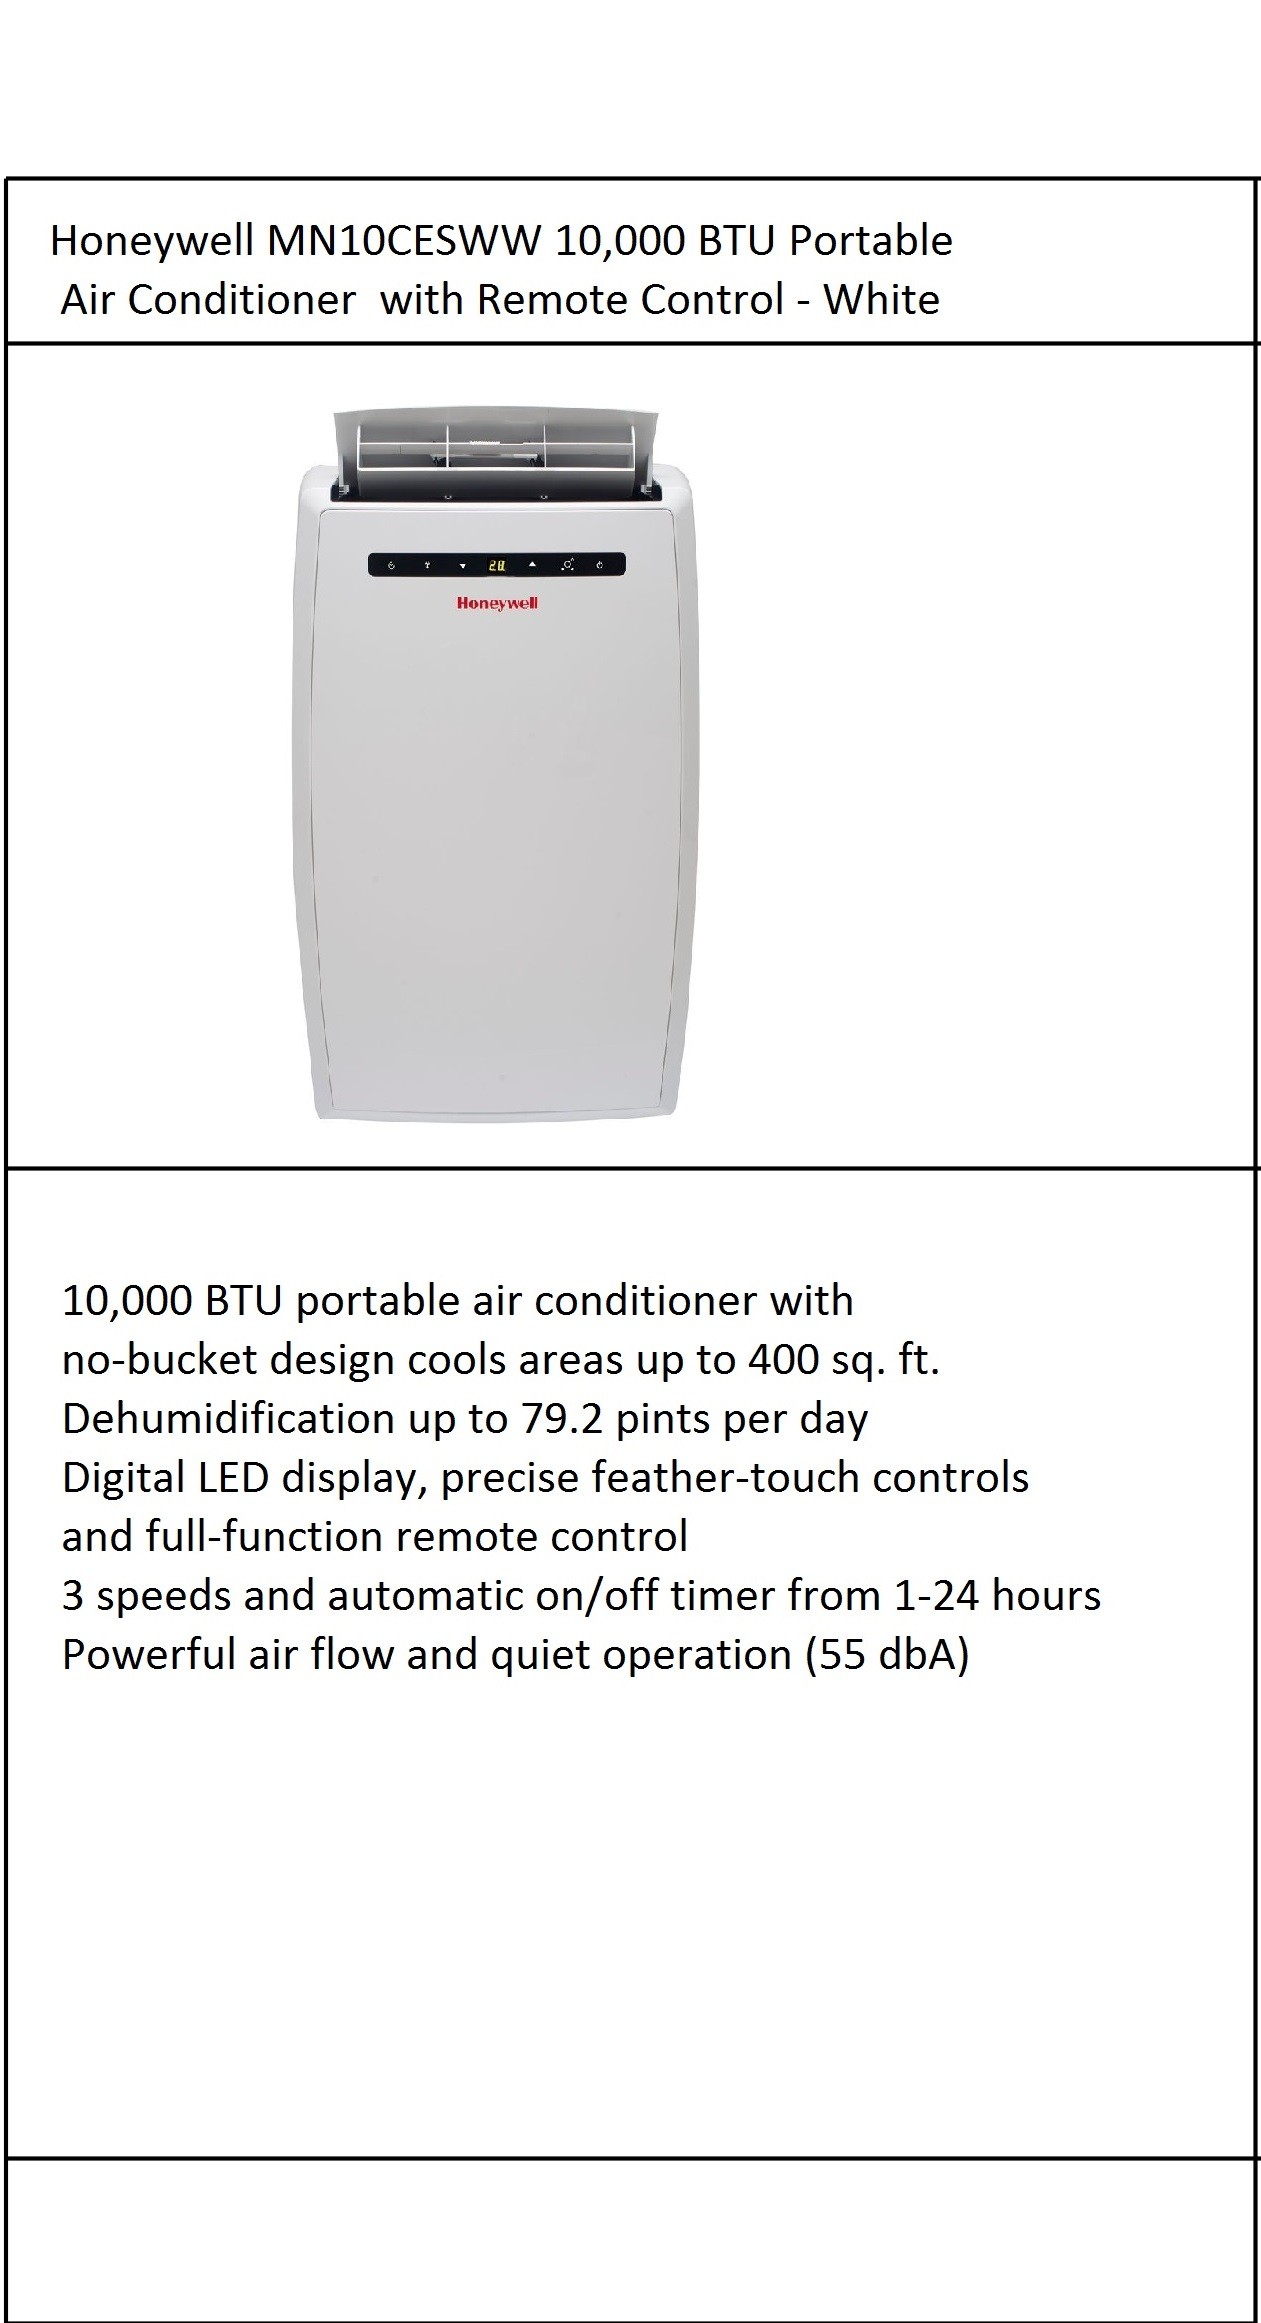 Honeywell MN10CESWW 10,000 BTU Portable
Air Conditioner  with Remote Control - White
Honeywell
10,000 BTU portable air conditioner with
no-bucket design cools areas up to 400 sq. ft.
Dehumidification up to 79.2 pints per day
Digital LED display, precise feather-touch controls
and full-function remote control
3 speeds and automatic on/off timer from 1-24 hours
Powerful air flow and quiet operation (55 dbA)